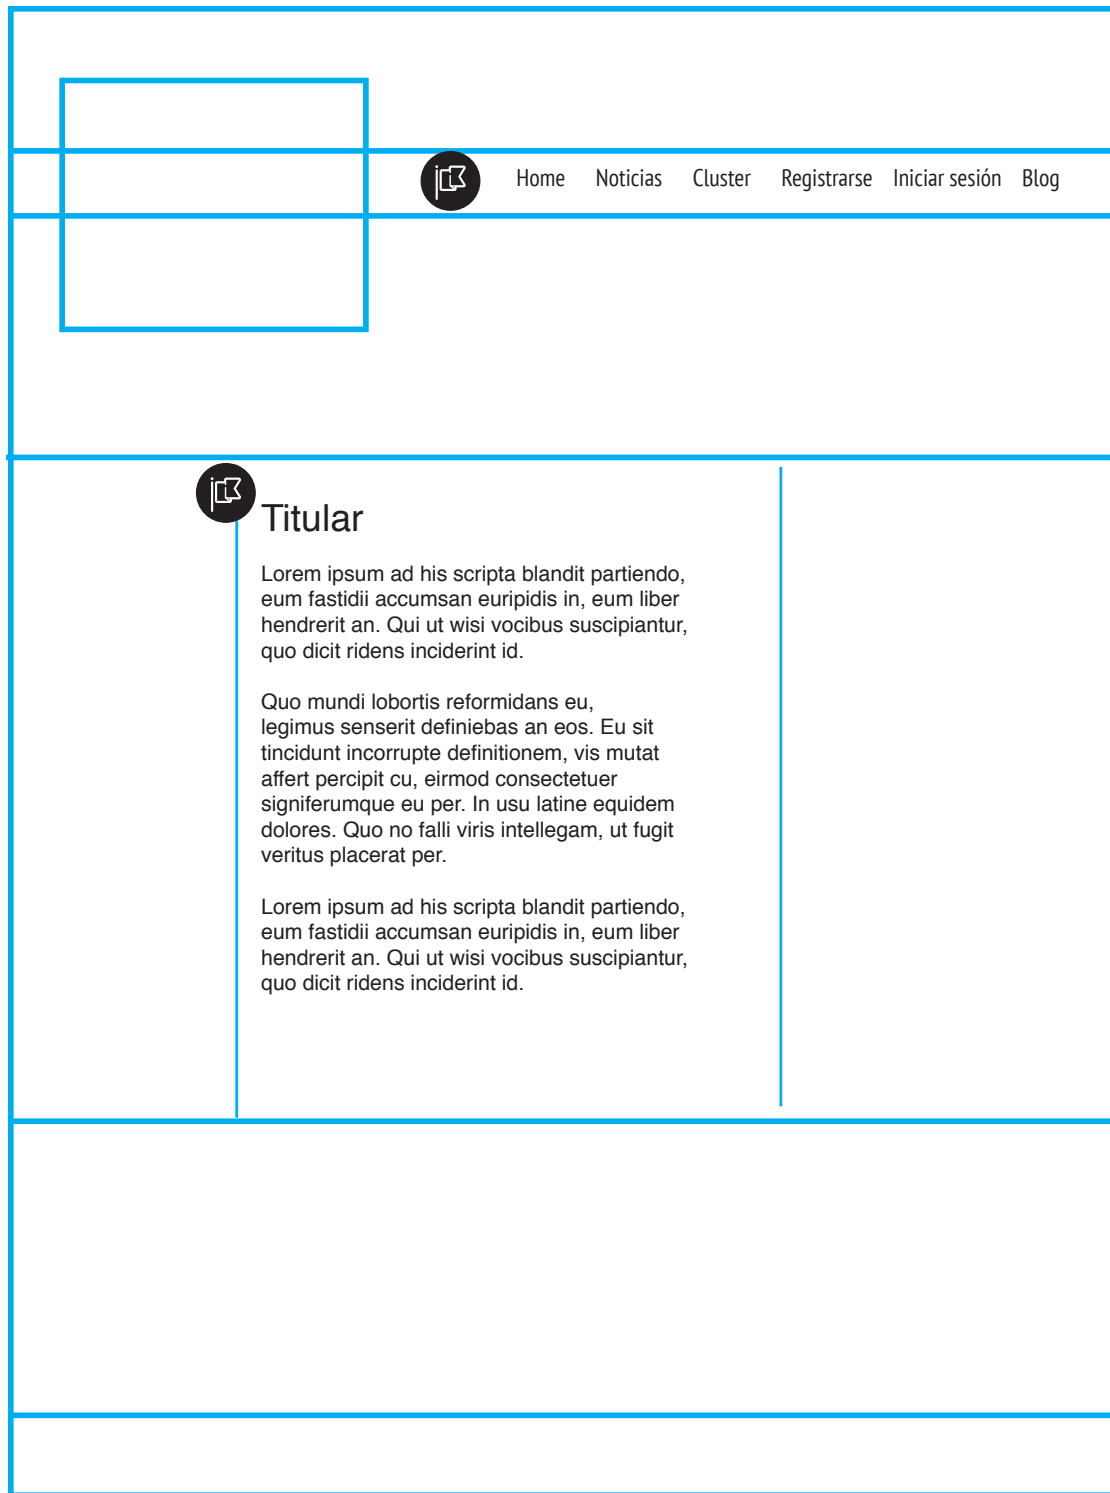 Home Noticias Cluster Registrarse Iniciar sesión Blog
Titular
Lorem ipsum ad his scripta blandit partiendo,
eum fastidii accumsan euripidis in, eum liber
hendrerit an. Qui ut wisi vocibus suscipiantur,
quo dicit ridens inciderint id.
Quo mundi lobortis reformidans eu,
legimus senserit definiebas an eos. Eu sit
tincidunt incorrupte definitionem, vis mutat
affert percipit cu, eirmod consectetuer
signiferumque eu per. In usu latine equidem
dolores. Quo no falli viris intellegam, ut fugit
veritus placerat per.
Lorem ipsum ad his scripta blandit partiendo,
eum fastidii accumsan euripidis in, eum liber
hendrerit an. Qui ut wisi vocibus suscipiantur,
quo dicit ridens inciderint id.